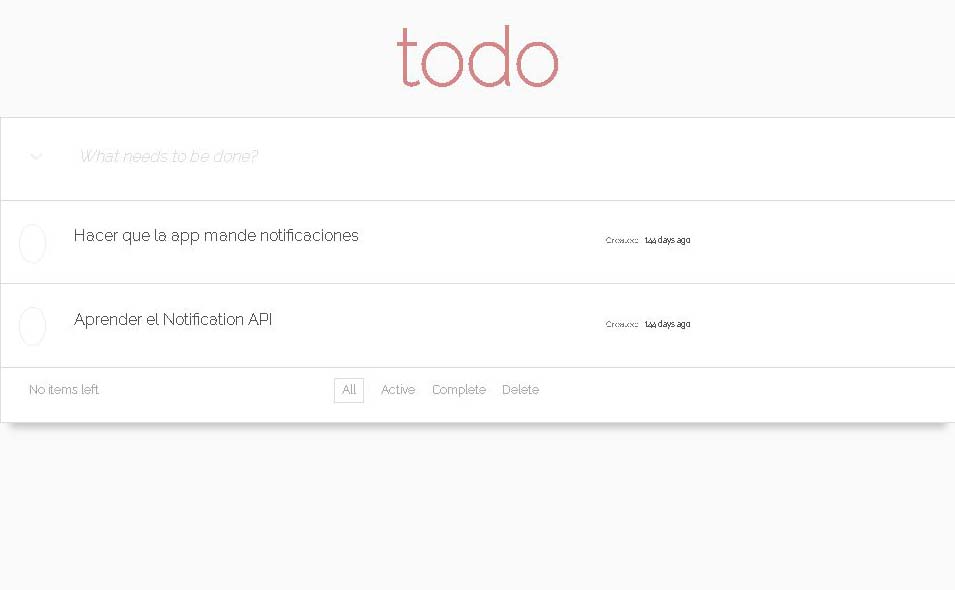 todo
What needs to be done?
Hacer que la app mande notificaciones
Created 144 days ago
Aprender el Notification API
Created 144 days ago
No items left
All Active Complete Delete